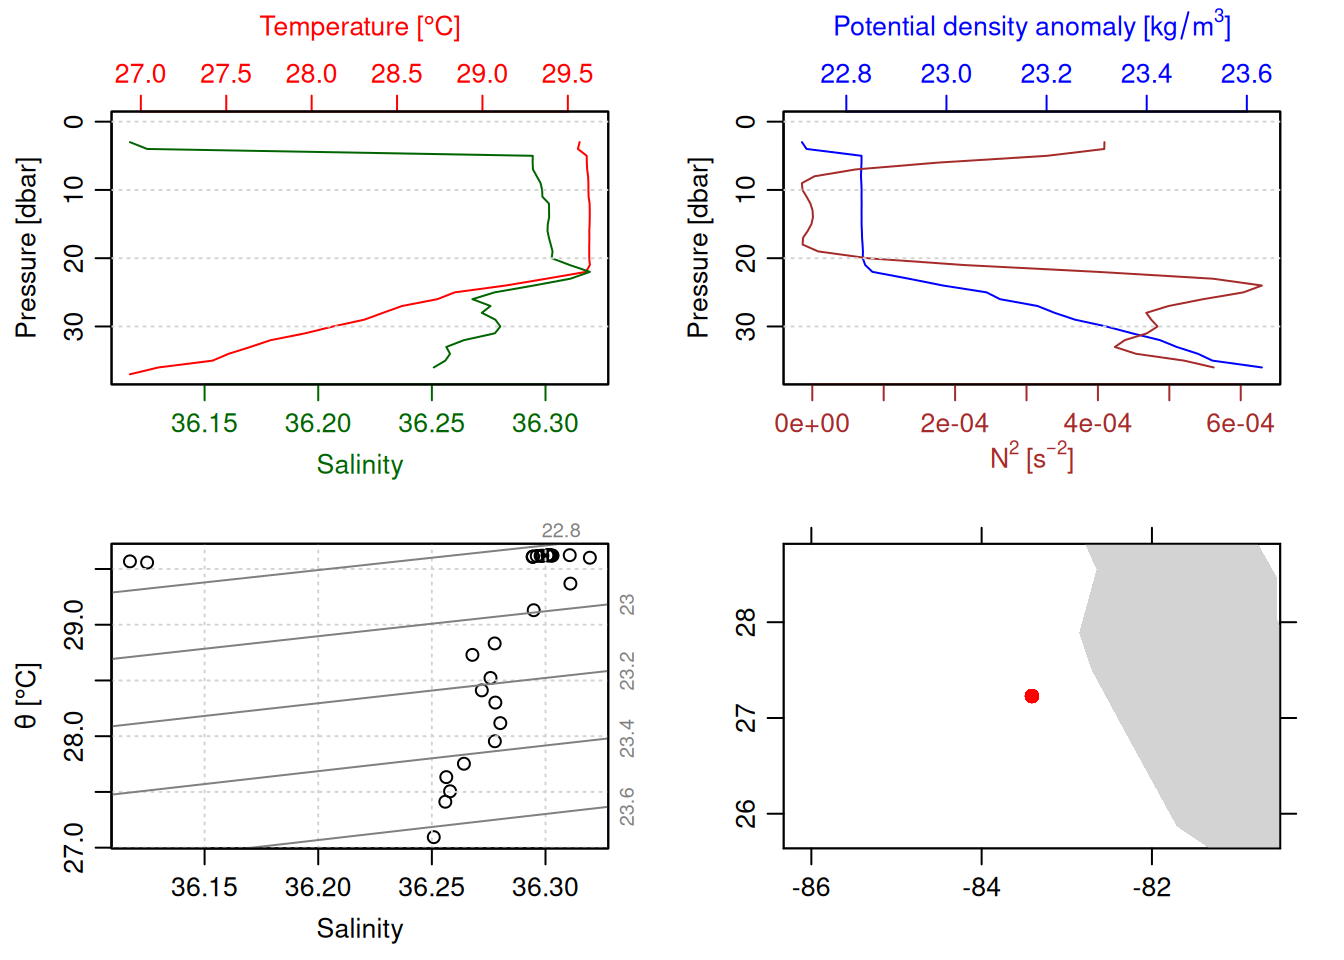 Temperature [°C]
27.0 27.5 28.0 28.5 29.0 29.5
Pressure [dbar]
0 10 20 30
36.15 36.20 36.25 36.30
Salinity
Potential density anomaly [kg/m³]
22.8 23.0 23.2 23.4 23.6
Pressure [dbar]
0 10 20 30
0e+00 2e-04 4e-04 6e-04
N² [s⁻²]
22.8
23
23.2
23.4
23.6
θ [°C]
29.0
28.0
27.0
36.15 36.20 36.25 36.30
Salinity
28
27
26
-86 -84 -82